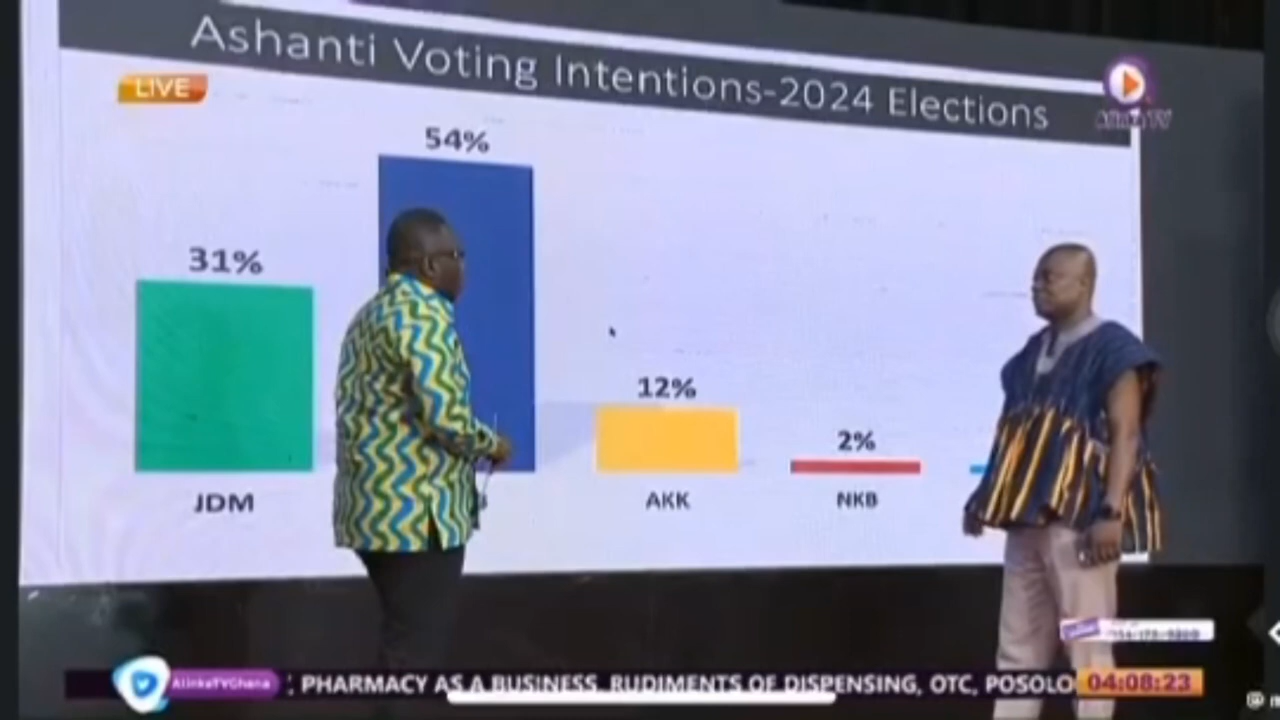 Ashanti Voting Intentions-2024 Elections
LIVE
54%
31%
12%
2%
JDM
AKK
NKB
AkinkaTVGhana
PHARMACY AS A BUSINESS, RUDIMENTS OF DISPENSING, OTC, POSOLO
04:08:23